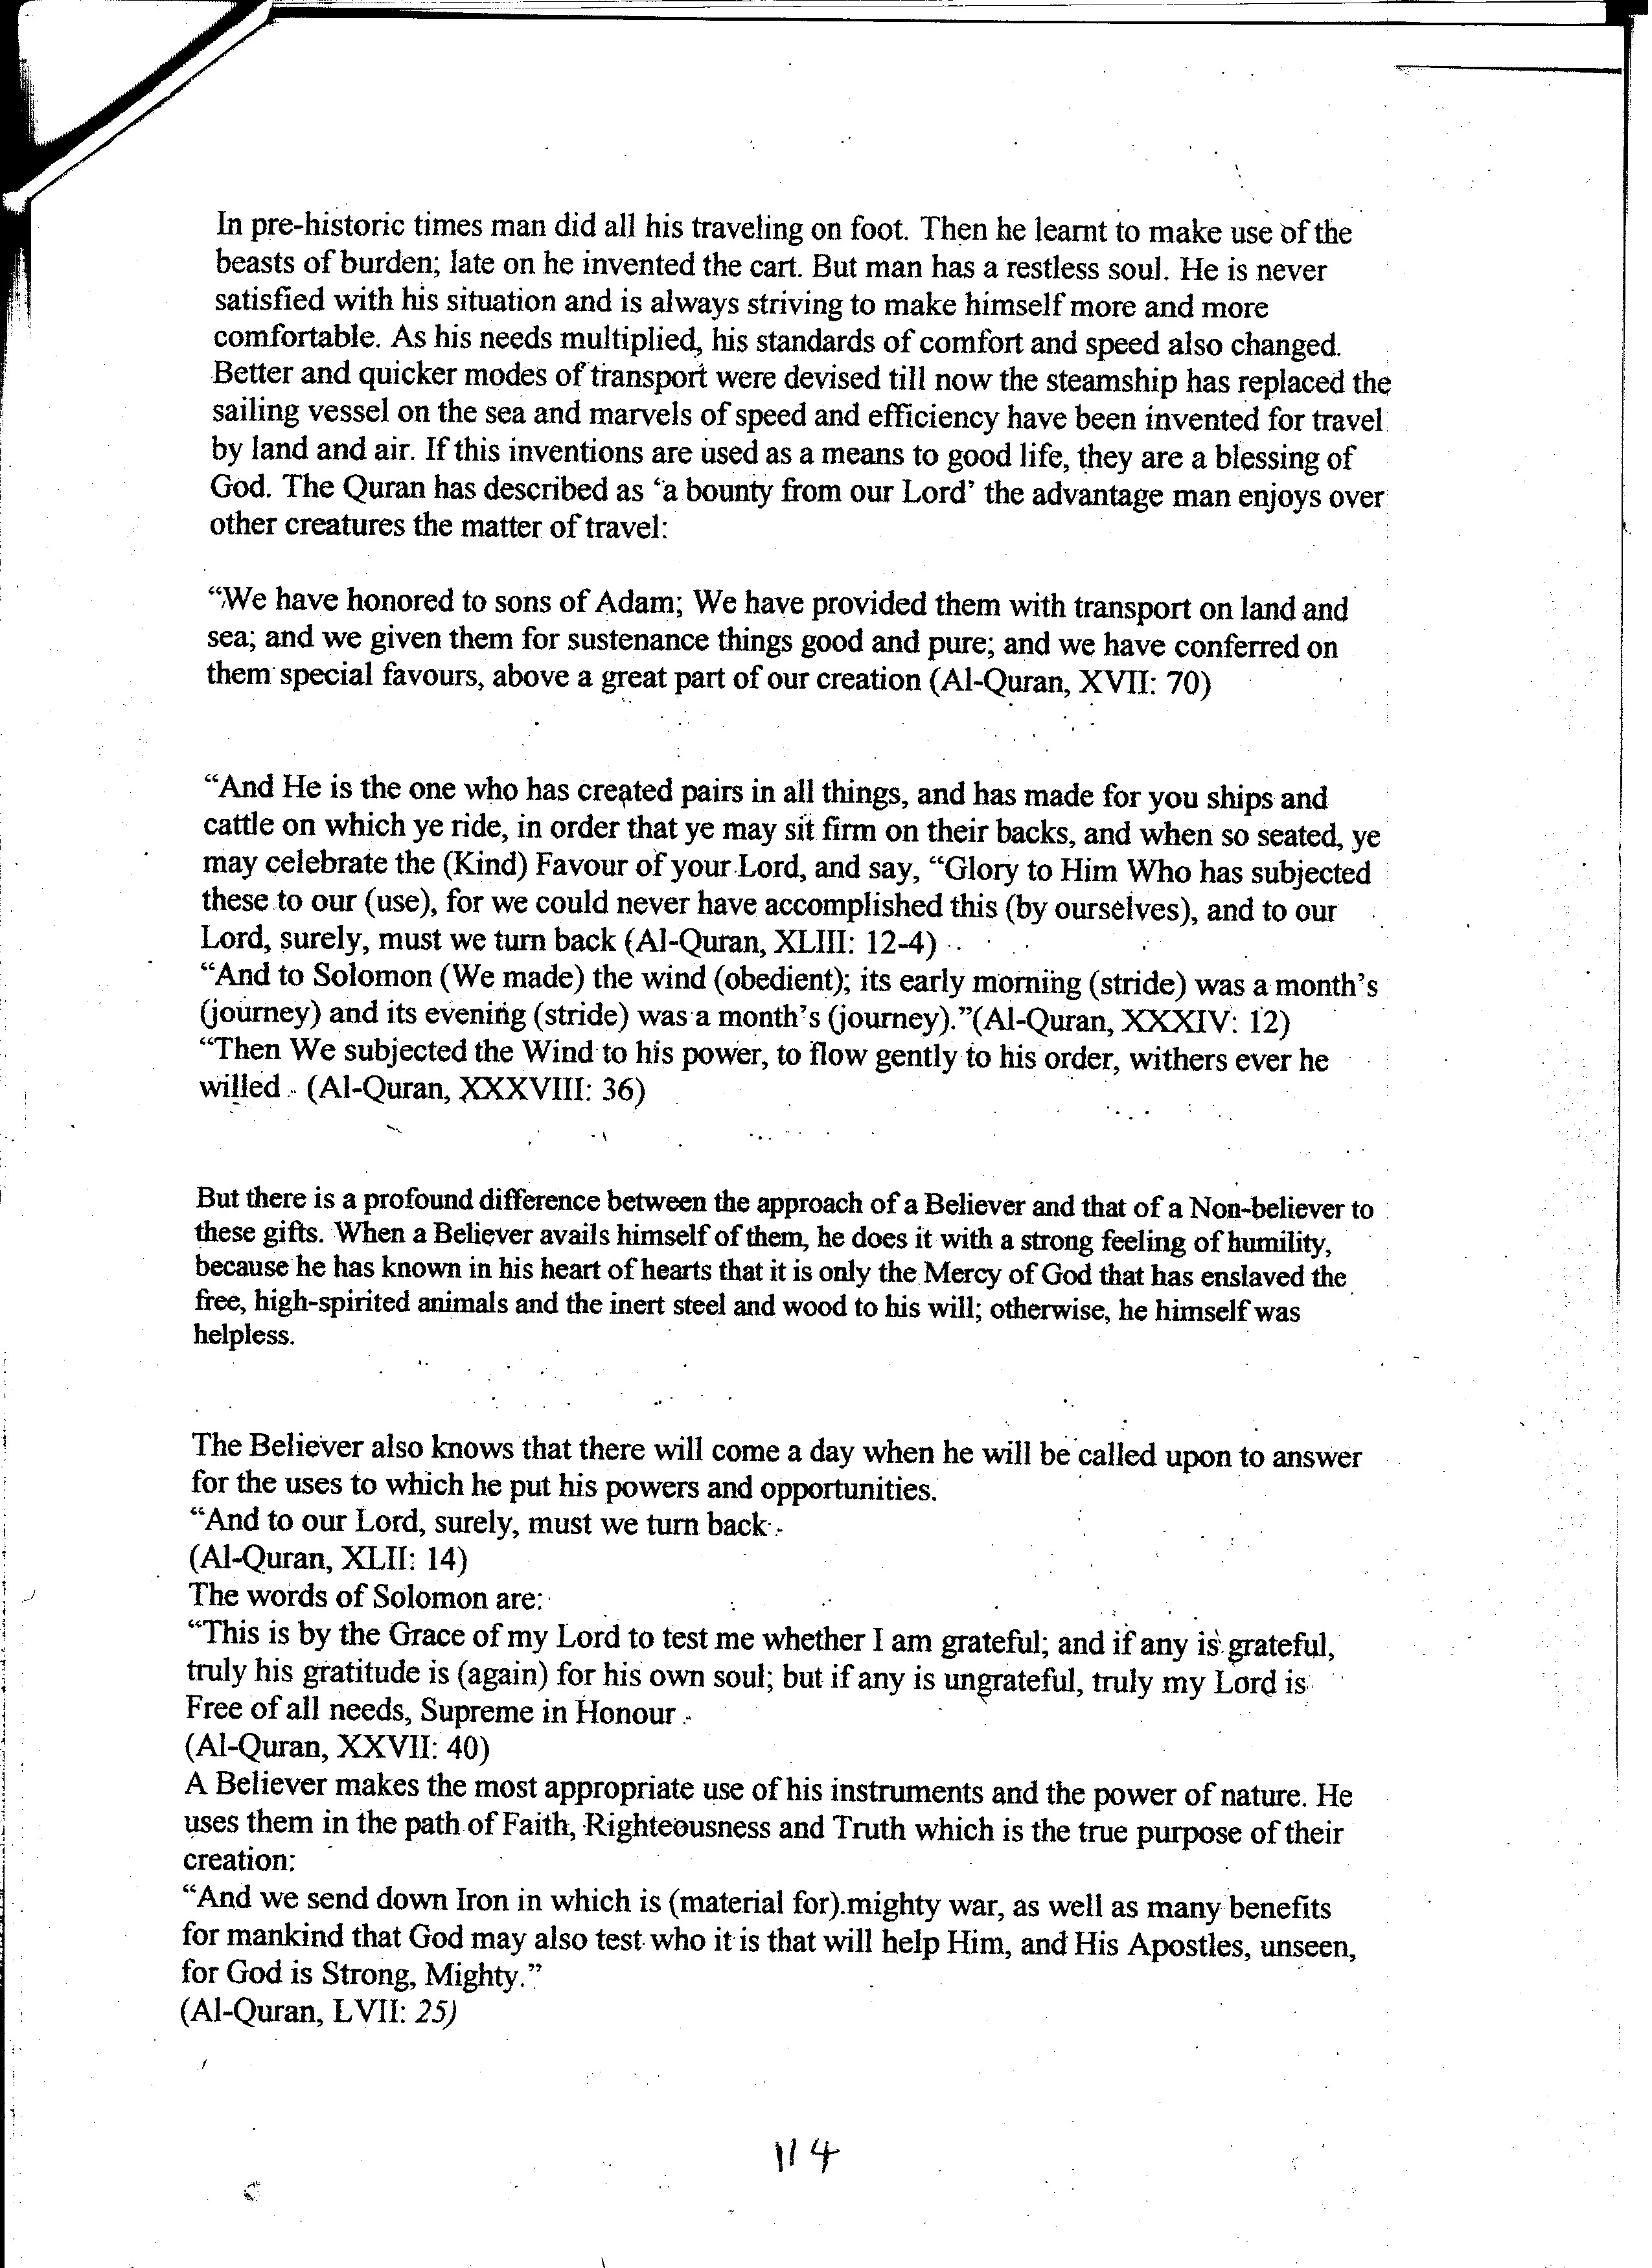 In pre-historic times man did all his traveling on foot. Then he learnt to make use of the
beasts of burden; late on he invented the cart. But man has a restless soul. He is never
satisfied with his situation and is always striving to make himself more and more
comfortable. As his needs multiplied, his standards of comfort and speed also changed.
Better and quicker modes of transport were devised till now the steamship has replaced the
sailing vessel on the sea and marvels of speed and efficiency have been invented for travel
by land and air. If this inventions are used as a means to good life, they are a blessing of
God. The Quran has described as ‘a bounty from our Lord’ the advantage man enjoys over
other creatures the matter of travel:
“We have honored to sons of Adam; We have provided them with transport on land and
sea; and we given them for sustenance things good and pure; and we have conferred on
them special favours, above a great part of our creation (Al-Quran, XVII: 70)
“And He is the one who has created pairs in all things, and has made for you ships and
cattle on which ye ride, in order that ye may sit firm on their backs, and when so seated, ye
may celebrate the (Kind) Favour of your Lord, and say, “Glory to Him Who has subjected
these to our (use), for we could never have accomplished this (by ourselves), and to our
Lord, surely, must we turn back (Al-Quran, XLIII: 12-4)
“And to Solomon (We made) the wind (obedient); its early morning (stride) was a month’s
(journey) and its evening (stride) was a month’s (journey).”(Al-Quran, XXXIV: 12)
“Then We subjected the Wind to his power, to flow gently to his order, withers ever he
willed (Al-Quran, XXXVIII: 36)
But there is a profound difference between the approach of a Believer and that of a Non-believer to
these gifts. When a Believer avails himself of them, he does it with a strong feeling of humility,
because he has known in his heart of hearts that it is only the Mercy of God that has enslaved the
free, high-spirited animals and the inert steel and wood to his will; otherwise, he himself was
helpless.
The Believer also knows that there will come a day when he will be called upon to answer
for the uses to which he put his powers and opportunities.
“And to our Lord, surely, must we turn back
(Al-Quran, XLII: 14)
The words of Solomon are:
“This is by the Grace of my Lord to test me whether I am grateful; and if any is grateful,
truly his gratitude is (again) for his own soul; but if any is ungrateful, truly my Lord is
Free of all needs, Supreme in Honour
(Al-Quran, XXVII: 40)
A Believer makes the most appropriate use of his instruments and the power of nature. He
uses them in the path of Faith, Righteousness and Truth which is the true purpose of their
creation:
“And we send down Iron in which is (material for).mighty war, as well as many benefits
for mankind that God may also test who it is that will help Him, and His Apostles, unseen,
for God is Strong, Mighty.”
(Al-Quran, LVII: 25)
114